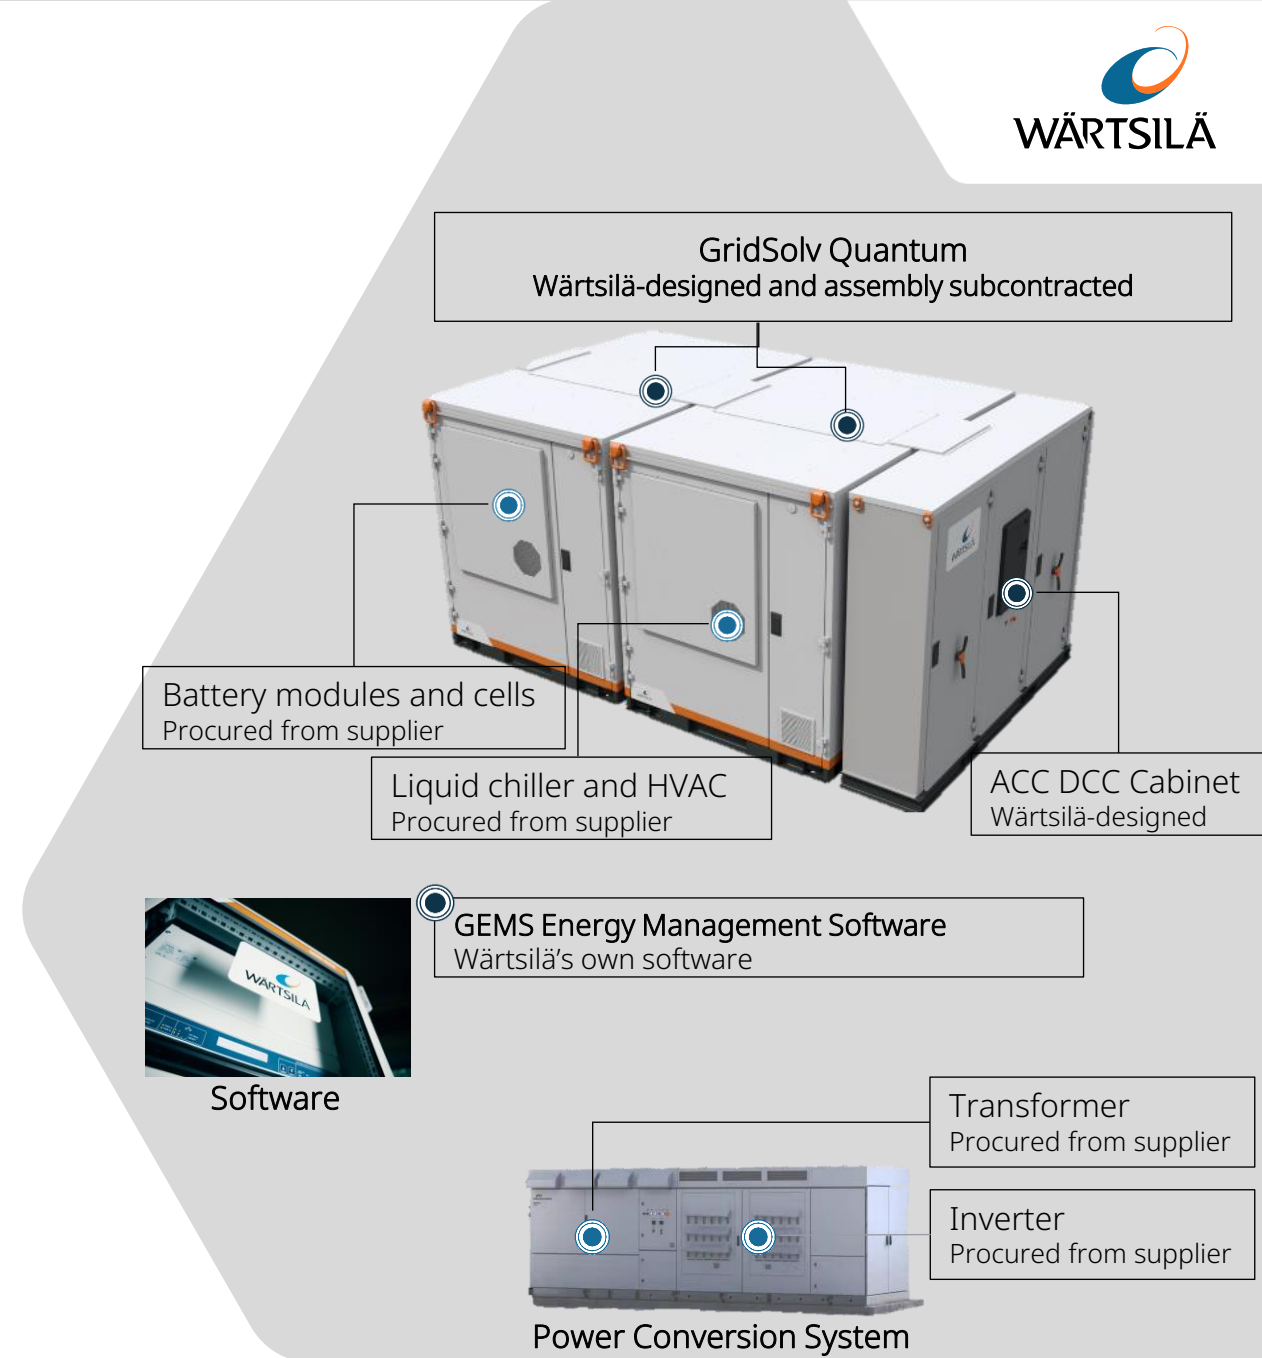 WÄRTSILÄ
GridSolv Quantum
Wärtsilä-designed and assembly subcontracted
WÄRTSILÄ
Battery modules and cells
Procured from supplier
Liquid chiller and HVAC
Procured from supplier
ACC DCC Cabinet
Wärtsilä-designed
GEMS Energy Management Software
Wärtsilä’s own software
WÄRTSILÄ
Software
Transformer
Procured from supplier
Inverter
Procured from supplier
Power Conversion System